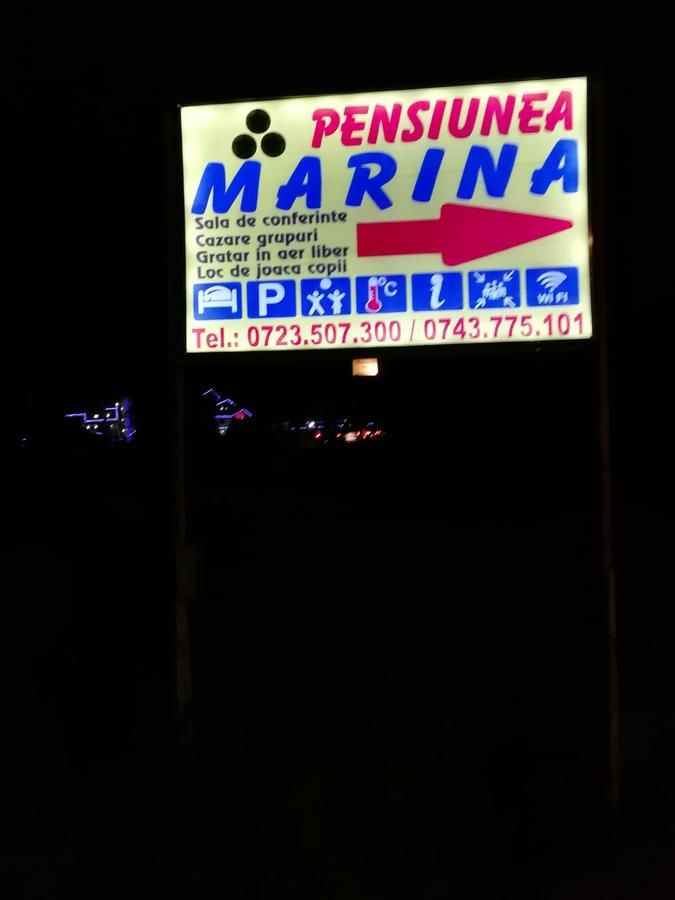 PENSIUNEA
MARINA
Sala de conferinte
Cazare grupuri
Gratar in aer liber
Loc de joaca copii
P °C i Wi Fi
Tel.: 0723.507.300 / 0743.775.101